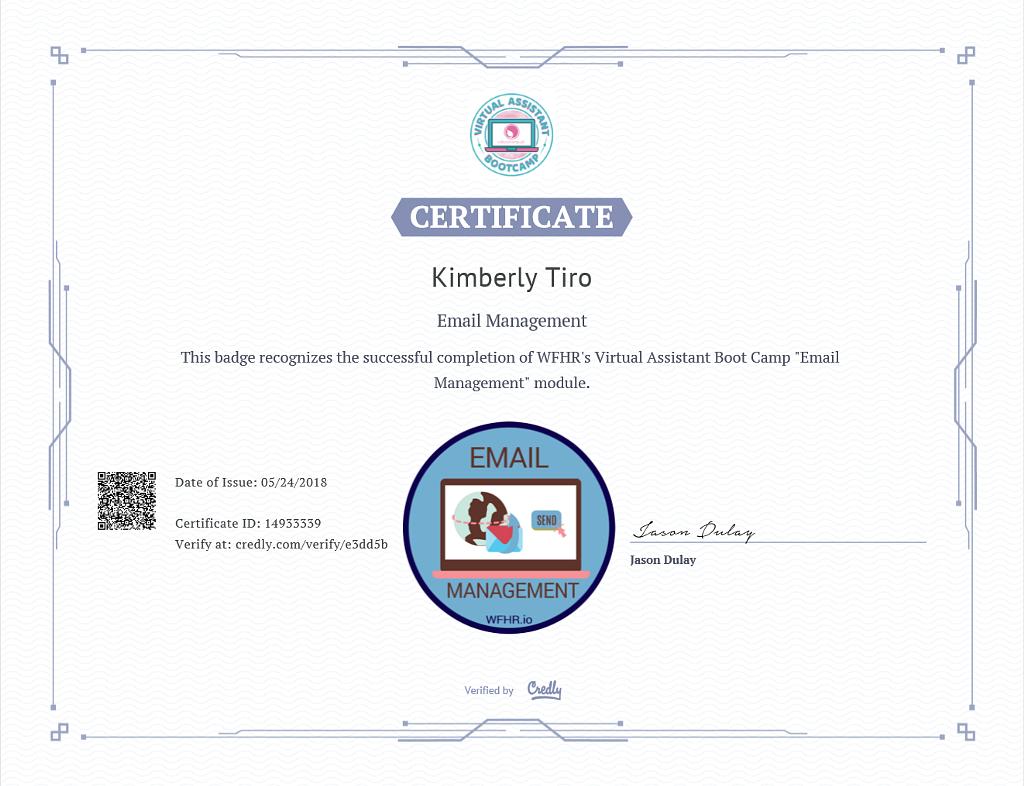 VIRTUAL ASSISTANT
BOOTCAMP
CERTIFICATE
Kimberly Tiro
Email Management
This badge recognizes the successful completion of WFHR's Virtual Assistant Boot Camp "Email
Management" module.
Date of Issue: 05/24/2018
Certificate ID: 14933339
Verify at: credly.com/verify/e3dd5b
EMAIL
SEND
MANAGEMENT
WFHR.io
Jason Dulay
Jason Dulay
Verified by Credly